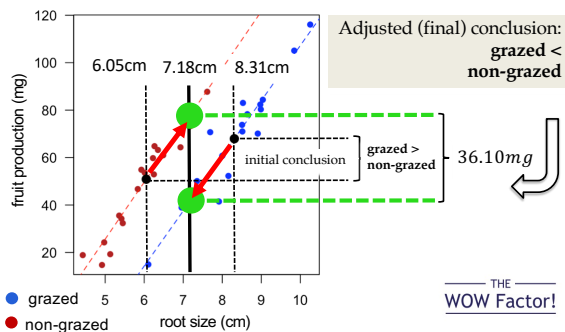 Adjusted (final) conclusion:
grazed <
non-grazed
6.05cm
7.18cm
8.31cm
fruit production (mg)
120
100
80
60
40
20
initial conclusion
grazed >
non-grazed
36.10mg
4
5
6
7
8
9
10
root size (cm)
grazed
non-grazed
THE
WOW Factor!